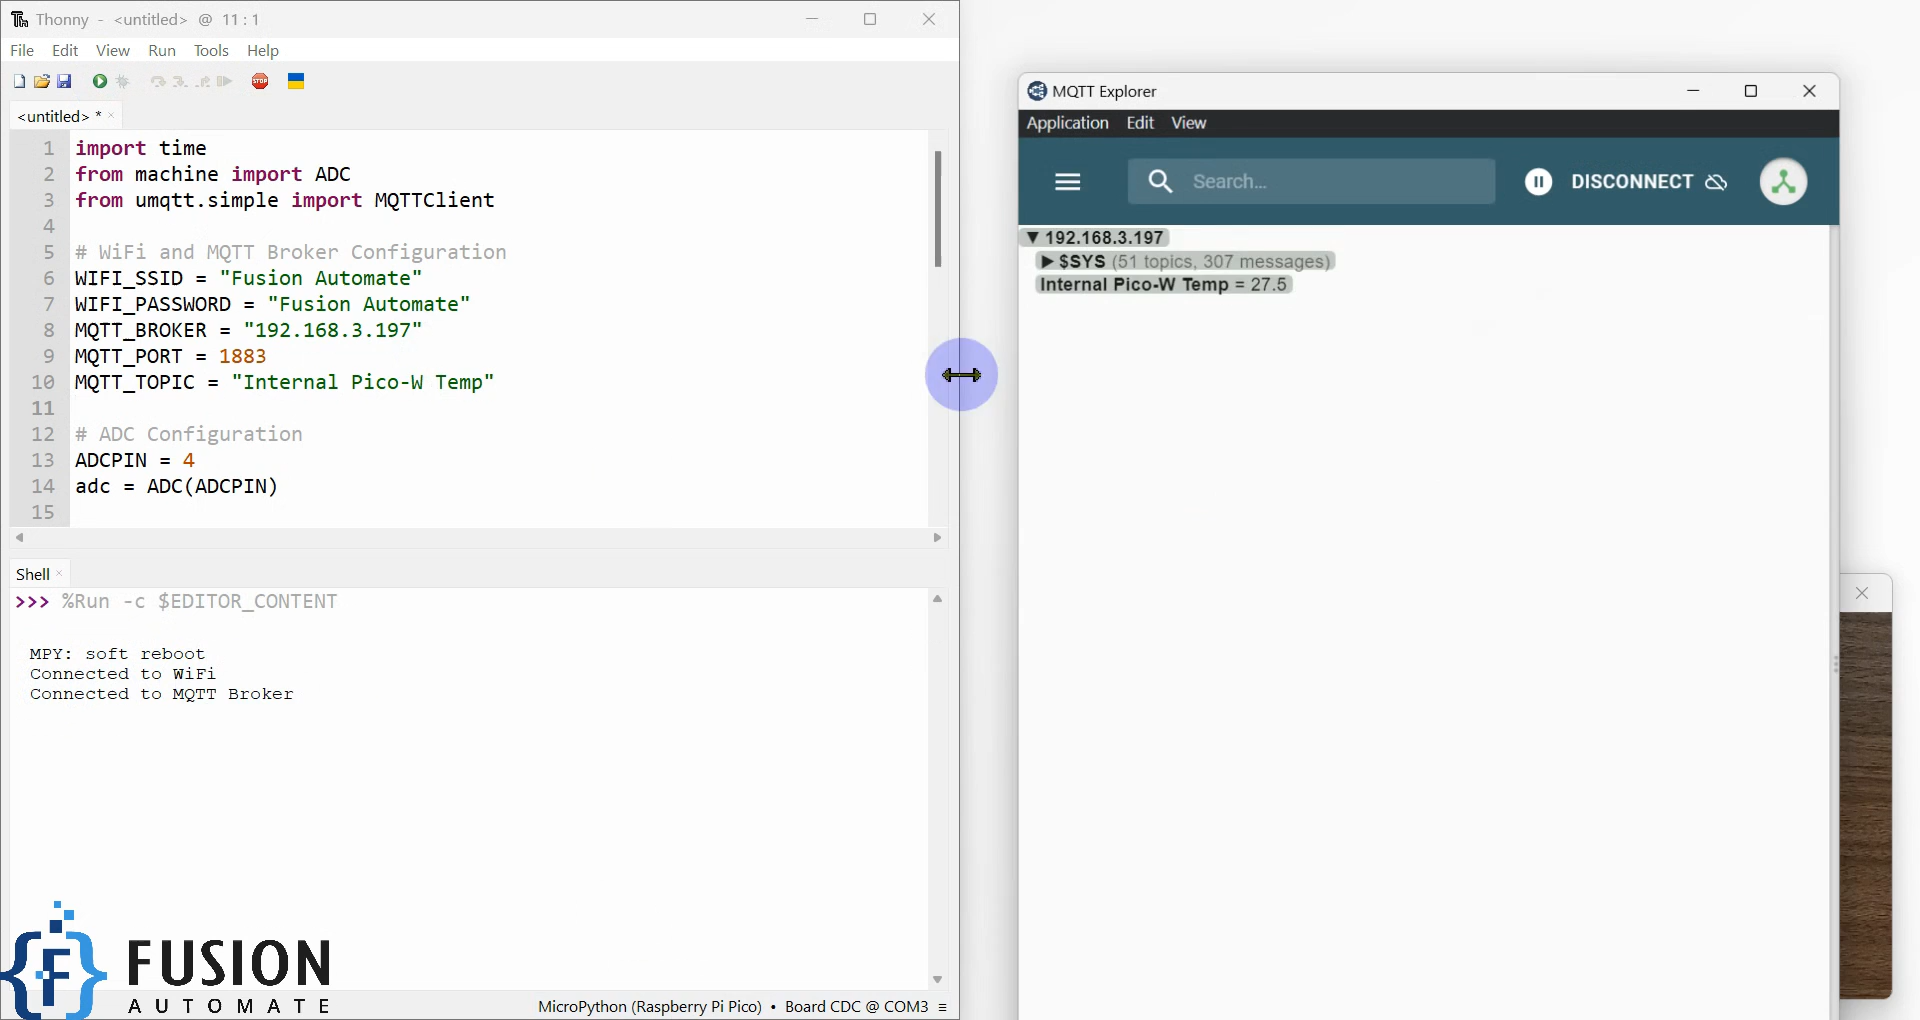 Th Thonny - <untitled> @ 11 : 1
File Edit View Run Tools Help
STOP
<untitled> *
1 import time
2 from machine import ADC
3 from umqtt.simple import MQTTClient
4
5 # WiFi and MQTT Broker Configuration
6 WIFI_SSID = "Fusion Automate"
7 WIFI_PASSWORD = "Fusion Automate"
8 MQTT_BROKER = "192.168.3.197"
9 MQTT_PORT = 1883
10 MQTT_TOPIC = "Internal Pico-W Temp"
11
12 # ADC Configuration
13 ADCPIN = 4
14 adc = ADC(ADCPIN)
15
Shell
>>> %Run -c $EDITOR_CONTENT
MPY: soft reboot
Connected to WiFi
Connected to MQTT Broker
F FUSION
AUTOMATE
MicroPython (Raspberry Pi Pico) • Board CDC @ COM3 ≡
MQTT Explorer
Application Edit View
Search...
DISCONNECT
▼ 192.168.3.197
▶ $SYS (51 topics, 307 messages)
Internal Pico-W Temp = 27.5